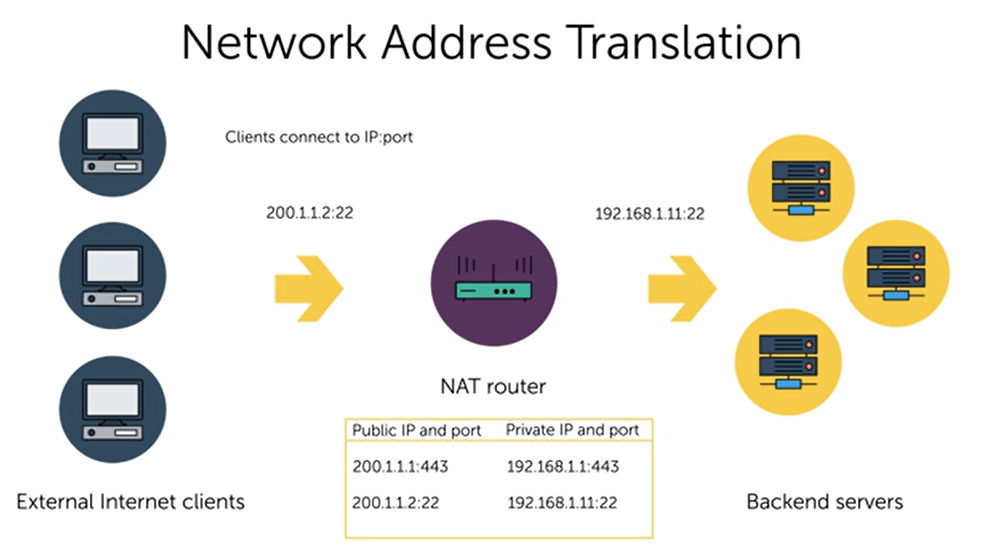 Network Address Translation
Clients connect to IP:port
200.1.1.2:22
192.168.1.11:22
NAT router
Public IP and port Private IP and port
200.1.1.1:443 192.168.1.1:443
200.1.1.2:22 192.168.1.11:22
External Internet clients
Backend servers